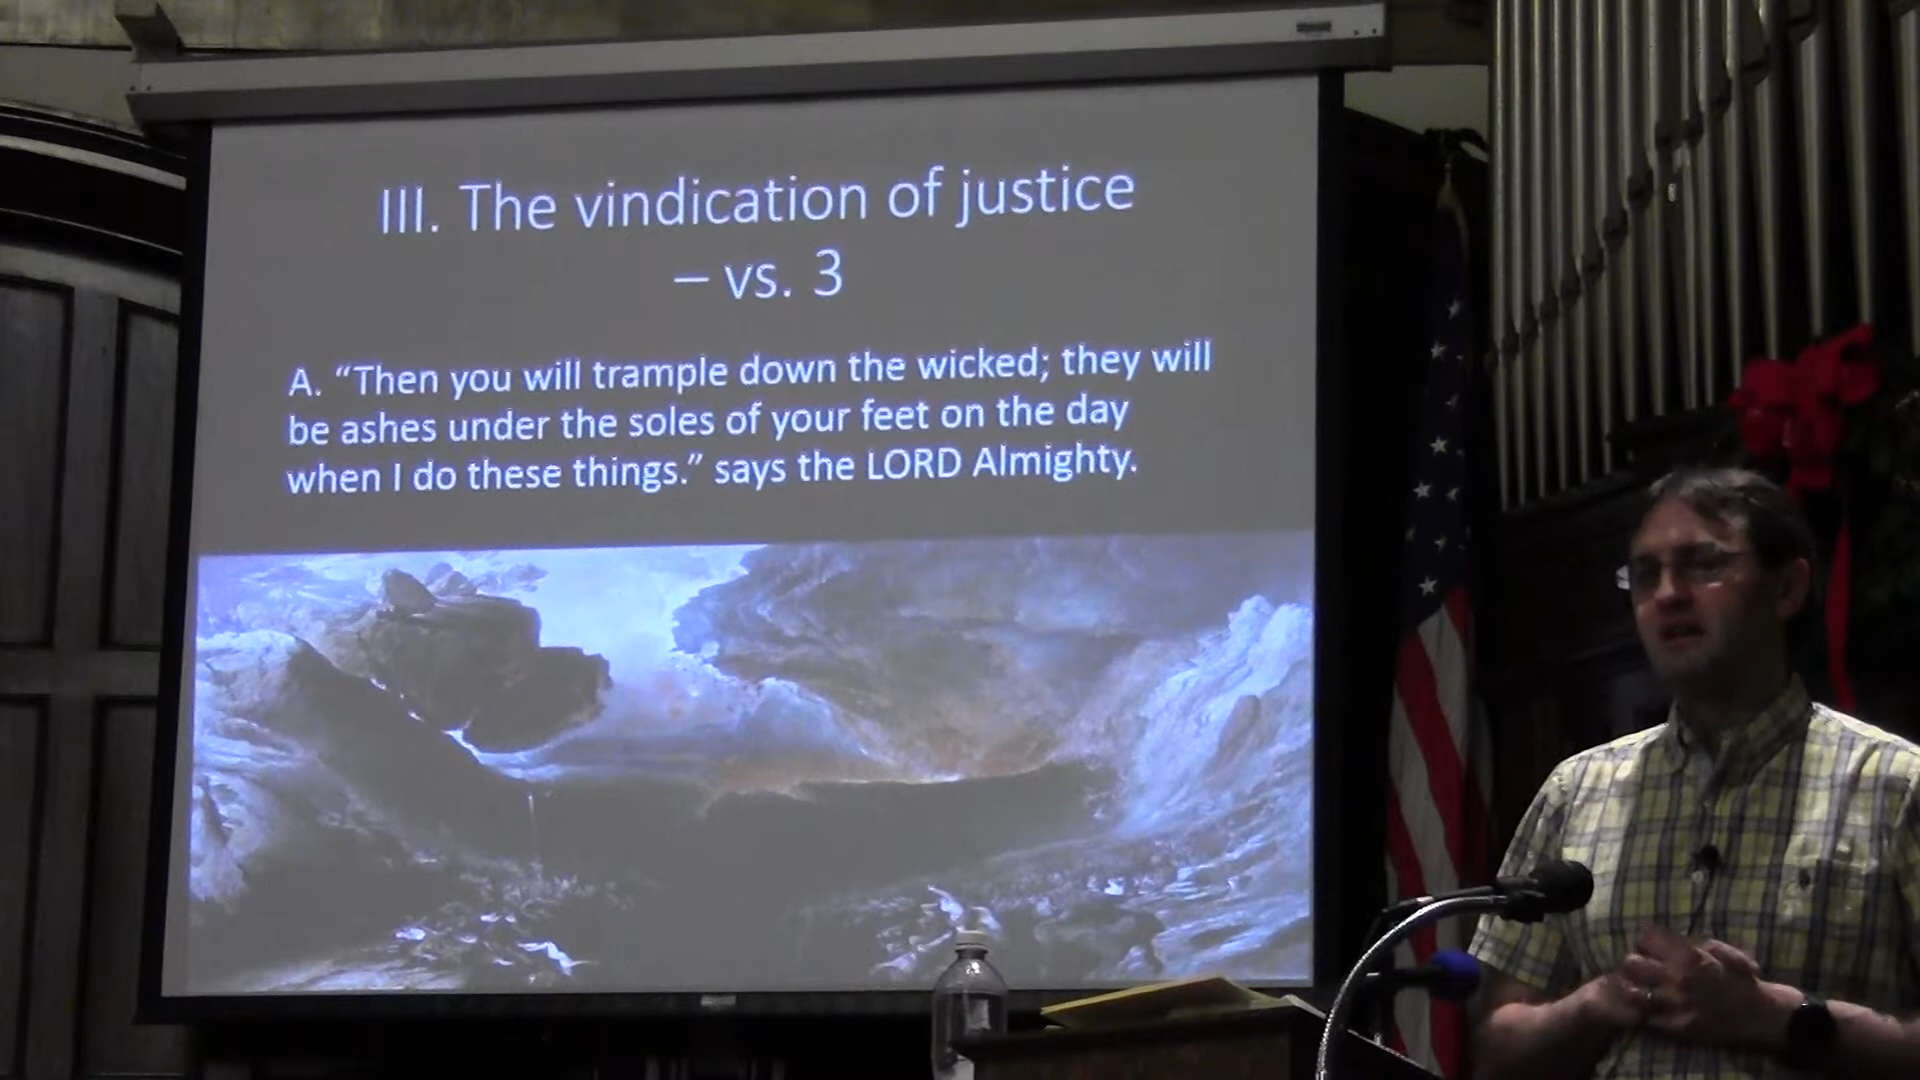 III. The vindication of justice
– vs. 3
A. “Then you will trample down the wicked; they will
be ashes under the soles of your feet on the day
when I do these things.” says the LORD Almighty.